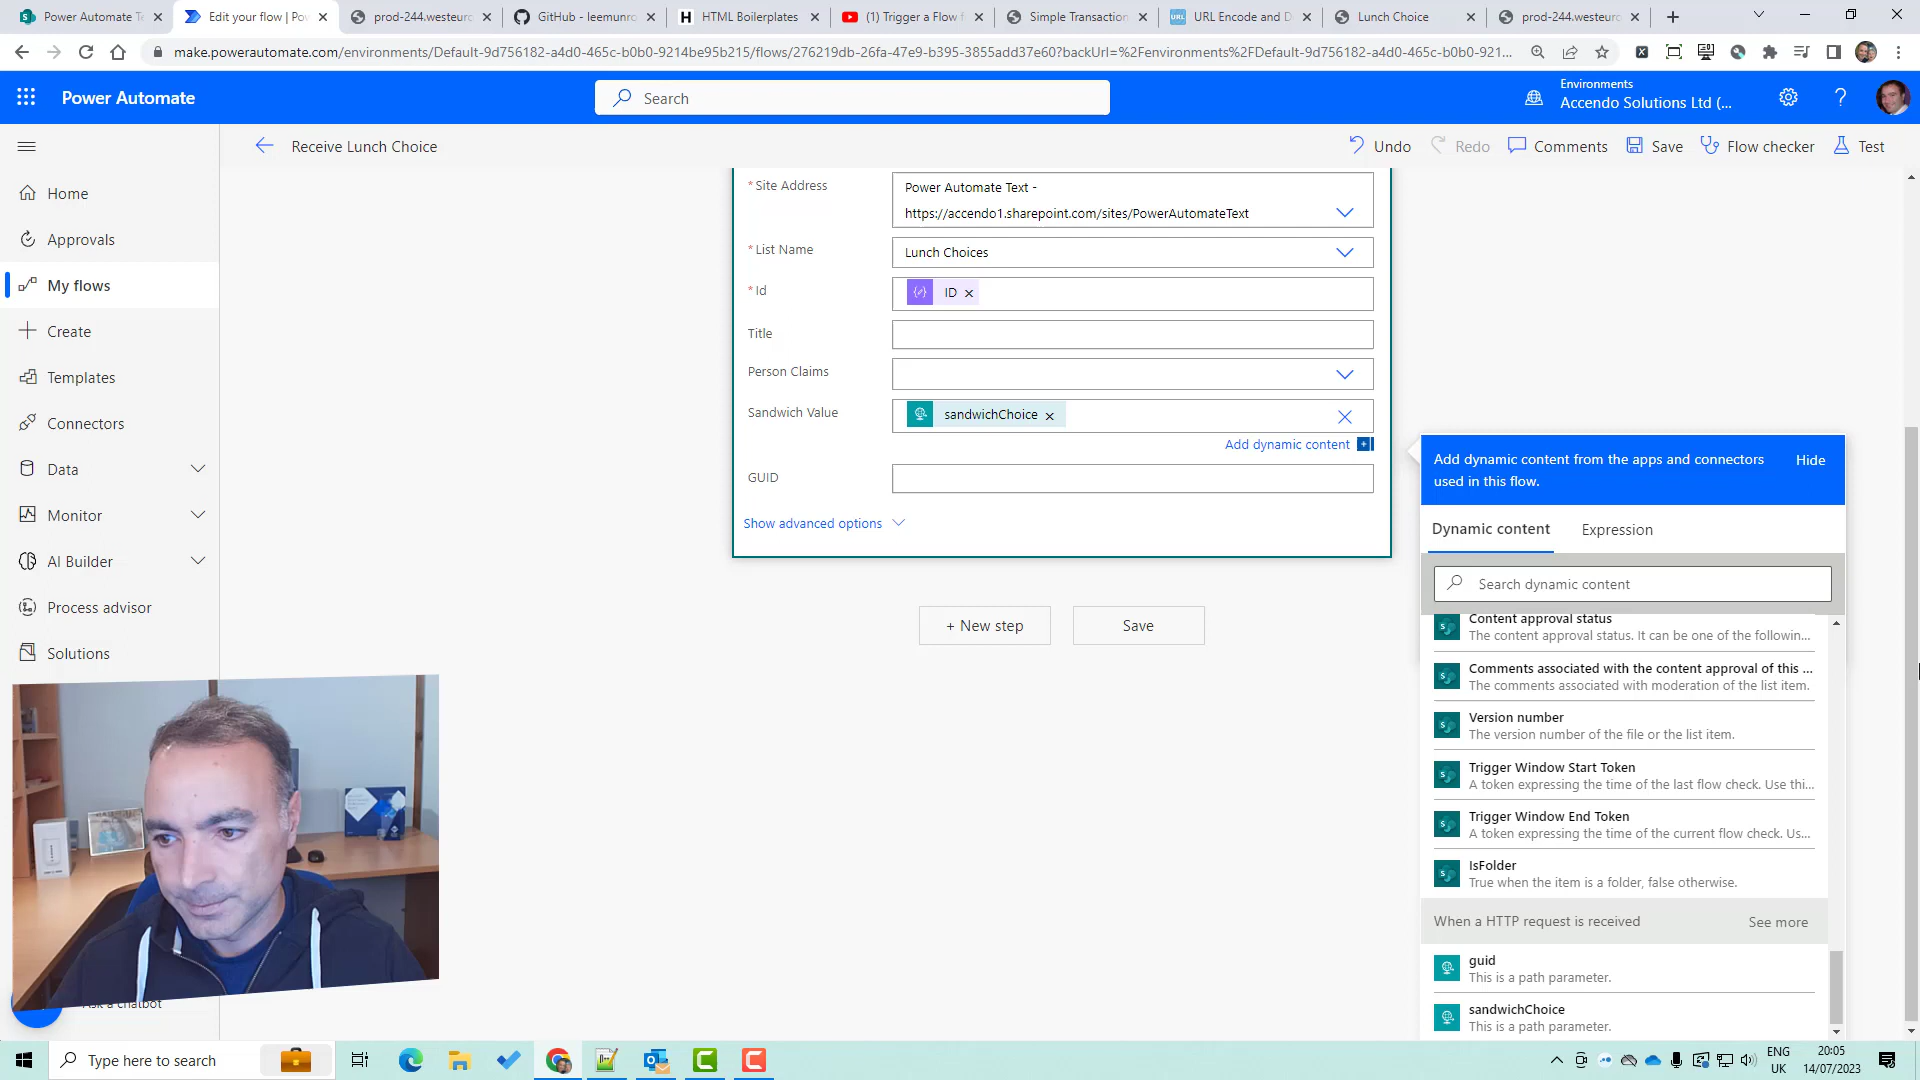 Power Automate T
Edit your flow | Po
prod-244.westeuro
GitHub - leemunro
HTML Boilerplates
(1) Trigger a Flow f
Simple Transaction
URL Encode and D
Lunch Choice
prod-244.westeuro
make.powerautomate.com/environments/Default-9d756182-a4d0-465c-b0b0-9214be95b215/flows/276219db-26fa-47e9-b395-3855add37e60?backUrl=%2Fenvironments%2FDefault-9d756182-a4d0-465c-b0b0-921...
Power Automate
Search
Environments
Accendo Solutions Ltd (...
Receive Lunch Choice
Undo
Redo
Comments
Save
Flow checker
Test
Home
Approvals
My flows
Create
Templates
Connectors
Data
Monitor
AI Builder
Process advisor
Solutions
Ask a chatbot
* Site Address
Power Automate Text -
https://accendo1.sharepoint.com/sites/PowerAutomateText
* List Name
Lunch Choices
* Id
ID
Title
Person Claims
Sandwich Value
sandwichChoice
Add dynamic content
GUID
Show advanced options
+ New step
Save
Add dynamic content from the apps and connectors
used in this flow.
Hide
Dynamic content
Expression
Search dynamic content
Content approval status
The content approval status. It can be one of the followin...
Comments associated with the content approval of this ...
The comments associated with moderation of the list item.
Version number
The version number of the file or the list item.
Trigger Window Start Token
A token expressing the time of the last flow check. Use thi...
Trigger Window End Token
A token expressing the time of the current flow check. Us...
IsFolder
True when the item is a folder, false otherwise.
When a HTTP request is received
See more
guid
This is a path parameter.
sandwichChoice
This is a path parameter.
Type here to search
ENG
UK
20:05
14/07/2023